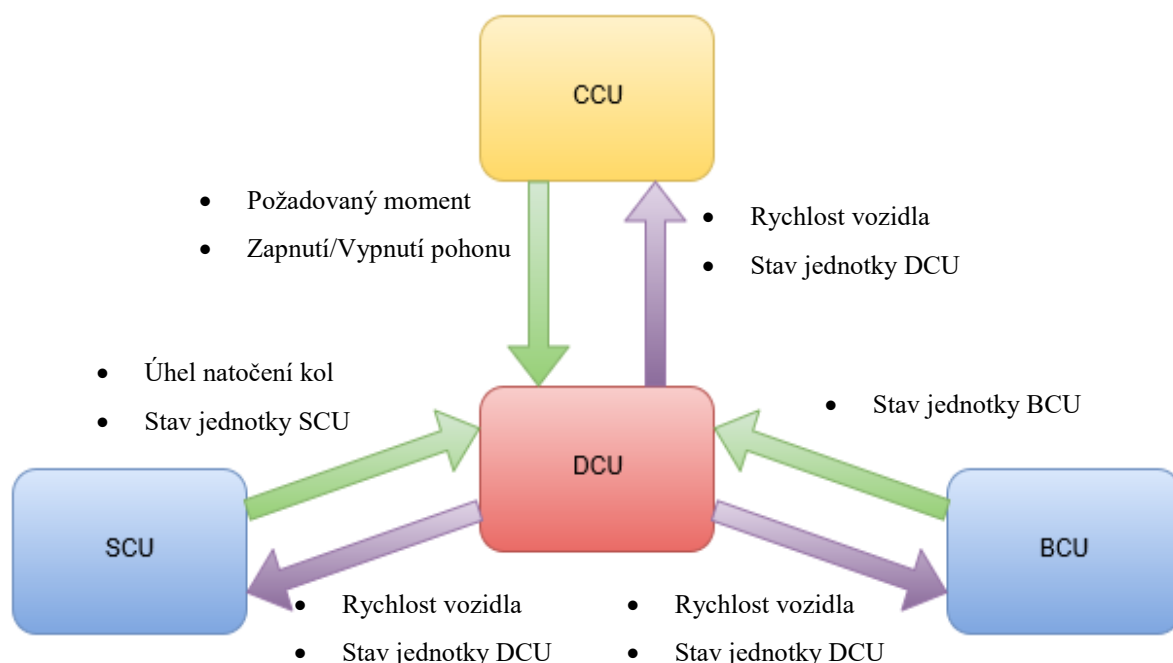 CCU
Požadovaný moment
Zapnutí/Vypnutí pohonu
Rychlost vozidla
Stav jednotky DCU
Úhel natočení kol
Stav jednotky SCU
Stav jednotky BCU
DCU
SCU
BCU
Rychlost vozidla
Stav jednotky DCU
Rychlost vozidla
Stav jednotky DCU